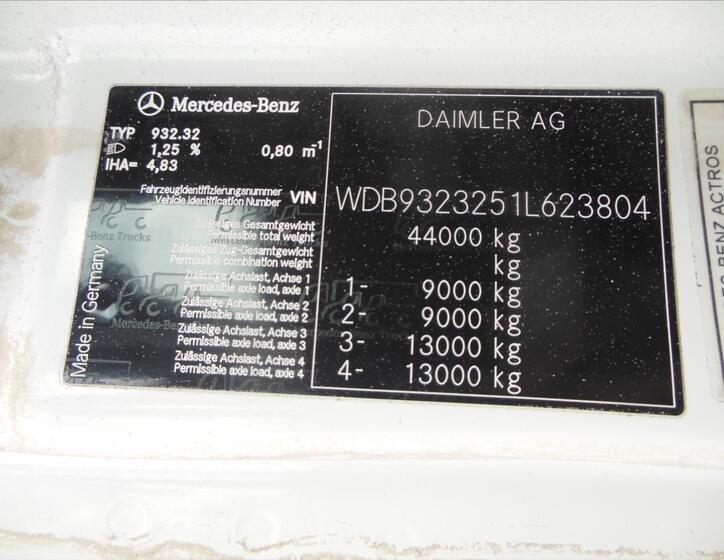 Mercedes-Benz
TYP 932.32
1,25 % 0,80 m⁻¹
IHA= 4,83
Fahrzeugidentifizierungsnummer
Vehicle Identification Number VIN
Zulässiges Gesamtgewicht
Permissible total weight
Zulässiges Zug-Gesamtgewicht
Permissible combination weight
Zulässige Achslast, Achse 1
Permissible axle load, axle 1
Zulässige Achslast, Achse 2
Permissible axle load, axle 2
Zulässige Achslast, Achse 3
Permissible axle load, axle 3
Zulässige Achslast, Achse 4
Permissible axle load, axle 4
Made in Germany
DAIMLER AG
WDB9323251L623804
44000 kg
kg
1- 9000 kg
2- 9000 kg
3- 13000 kg
4- 13000 kg
BENZ-ACTROS